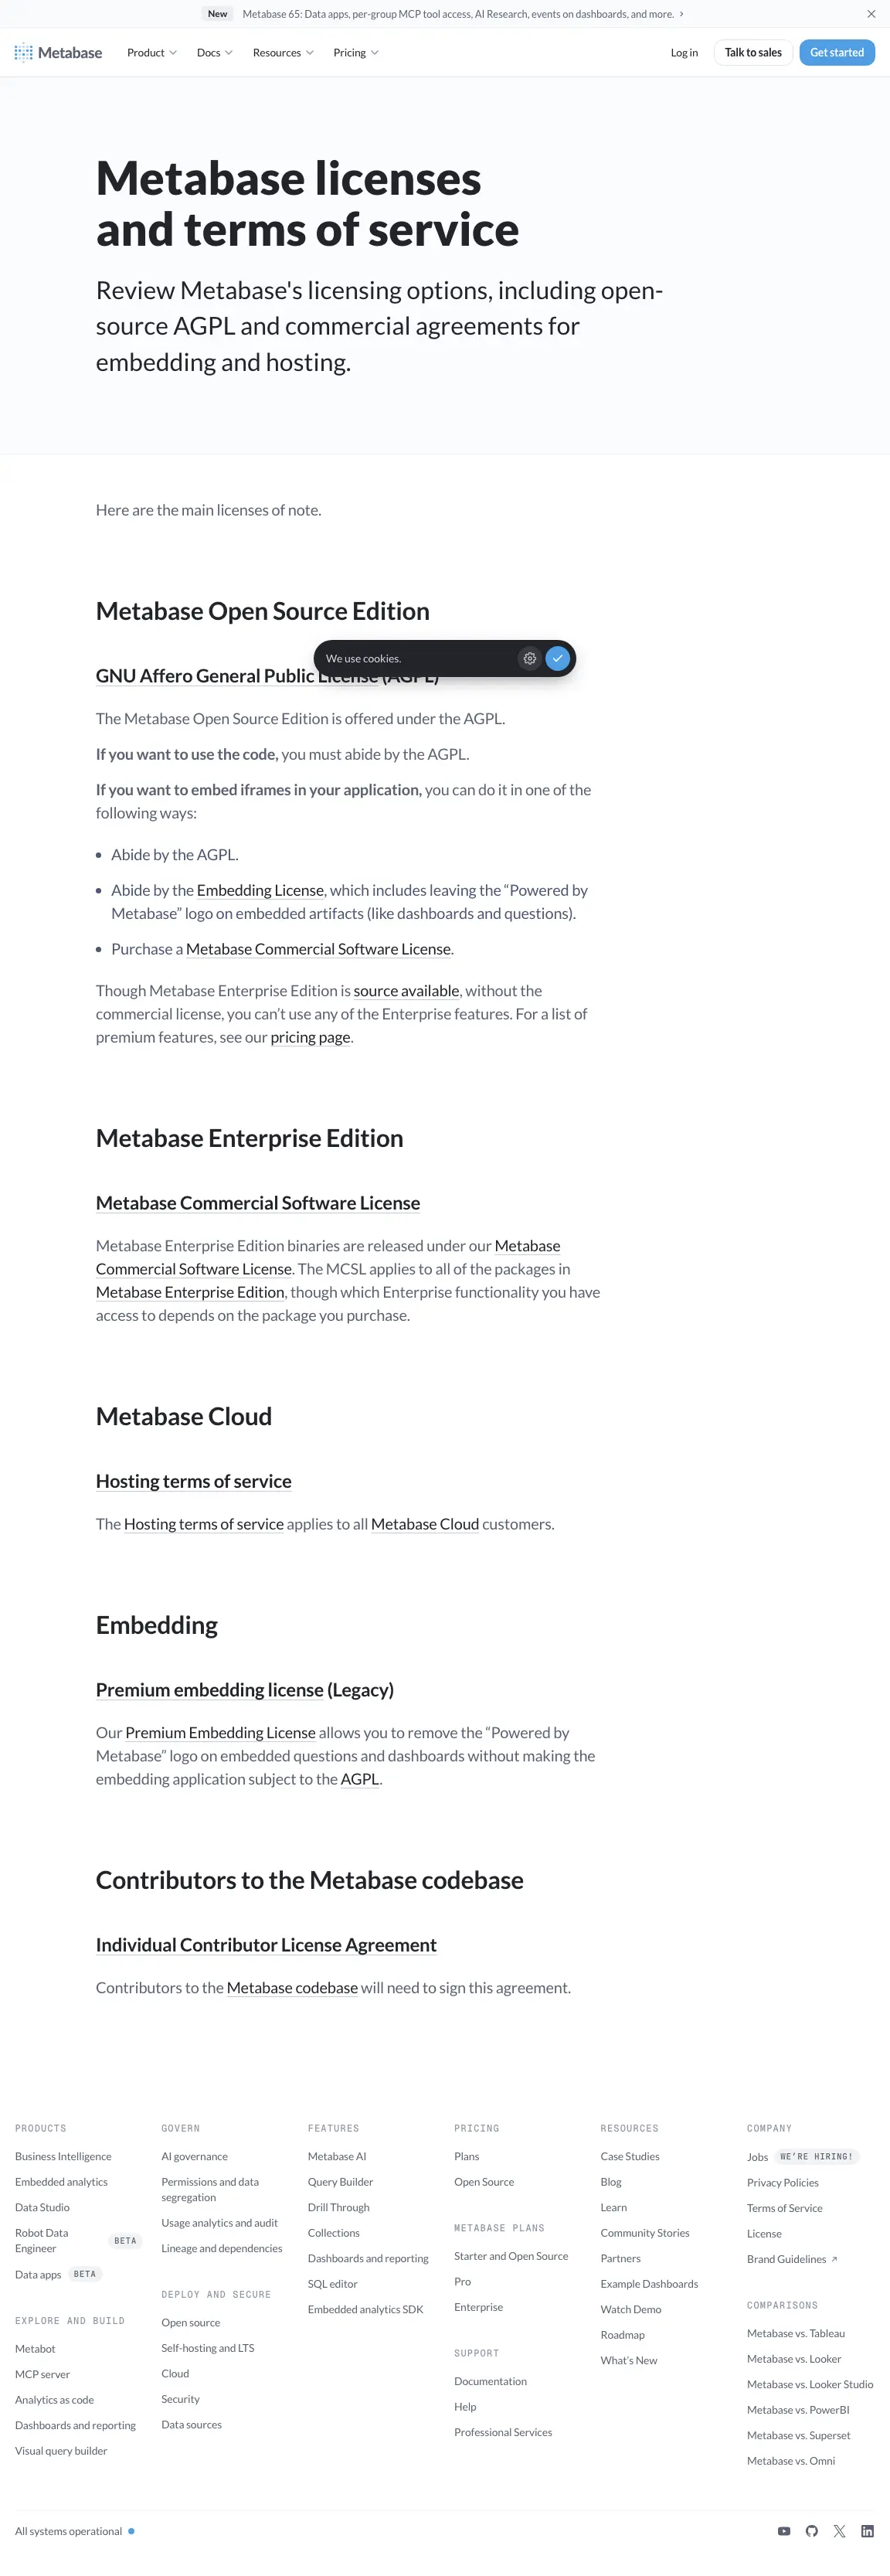 New Metabase 65: Data apps, per-group MCP tool access, AI Research, events on dashboards, and more.
Metabase Product Docs Resources Pricing Log in Talk to sales Get started
Metabase licenses
and terms of service
Review Metabase's licensing options, including open-
source AGPL and commercial agreements for
embedding and hosting.
Here are the main licenses of note.
Metabase Open Source Edition
We use cookies.
GNU Affero General Public License (AGPL)
The Metabase Open Source Edition is offered under the AGPL.
If you want to use the code, you must abide by the AGPL.
If you want to embed iframes in your application, you can do it in one of the
following ways:
Abide by the AGPL.
Abide by the Embedding License, which includes leaving the “Powered by
Metabase” logo on embedded artifacts (like dashboards and questions).
Purchase a Metabase Commercial Software License.
Though Metabase Enterprise Edition is source available, without the
commercial license, you can’t use any of the Enterprise features. For a list of
premium features, see our pricing page.
Metabase Enterprise Edition
Metabase Commercial Software License
Metabase Enterprise Edition binaries are released under our Metabase
Commercial Software License. The MCSL applies to all of the packages in
Metabase Enterprise Edition, though which Enterprise functionality you have
access to depends on the package you purchase.
Metabase Cloud
Hosting terms of service
The Hosting terms of service applies to all Metabase Cloud customers.
Embedding
Premium embedding license (Legacy)
Our Premium Embedding License allows you to remove the “Powered by
Metabase” logo on embedded questions and dashboards without making the
embedding application subject to the AGPL.
Contributors to the Metabase codebase
Individual Contributor License Agreement
Contributors to the Metabase codebase will need to sign this agreement.
PRODUCTS
Business Intelligence
Embedded analytics
Data Studio
Robot Data
Engineer BETA
Data apps BETA
EXPLORE AND BUILD
Metabot
MCP server
Analytics as code
Dashboards and reporting
Visual query builder
GOVERN
AI governance
Permissions and data
segregation
Usage analytics and audit
Lineage and dependencies
DEPLOY AND SECURE
Open source
Self-hosting and LTS
Cloud
Security
Data sources
FEATURES
Metabase AI
Query Builder
Drill Through
Collections
Dashboards and reporting
SQL editor
Embedded analytics SDK
PRICING
Plans
Open Source
METABASE PLANS
Starter and Open Source
Pro
Enterprise
SUPPORT
Documentation
Help
Professional Services
RESOURCES
Case Studies
Blog
Learn
Community Stories
Partners
Example Dashboards
Watch Demo
Roadmap
What’s New
COMPANY
Jobs WE’RE HIRING!
Privacy Policies
Terms of Service
License
Brand Guidelines ↗
COMPARISONS
Metabase vs. Tableau
Metabase vs. Looker
Metabase vs. Looker Studio
Metabase vs. PowerBI
Metabase vs. Superset
Metabase vs. Omni
All systems operational